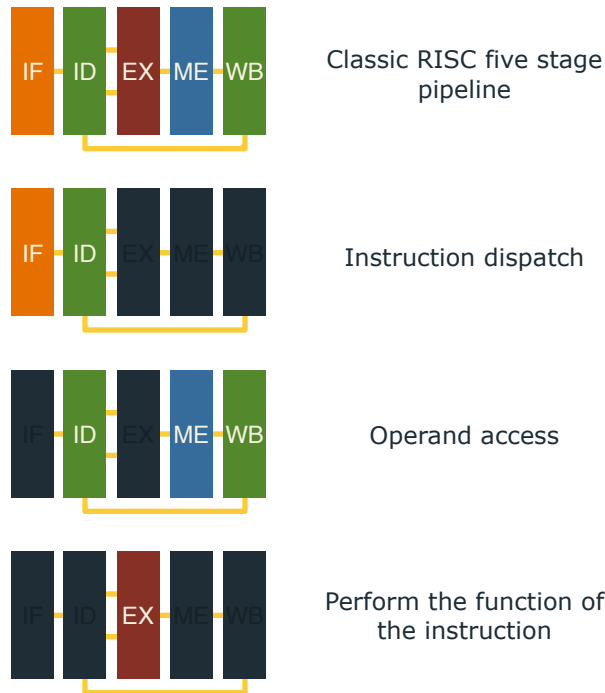 IF ID EX ME WB
Classic RISC five stage
pipeline
IF ID EX ME WB
Instruction dispatch
IF ID EX ME WB
Operand access
IF ID EX ME WB
Perform the function of
the instruction